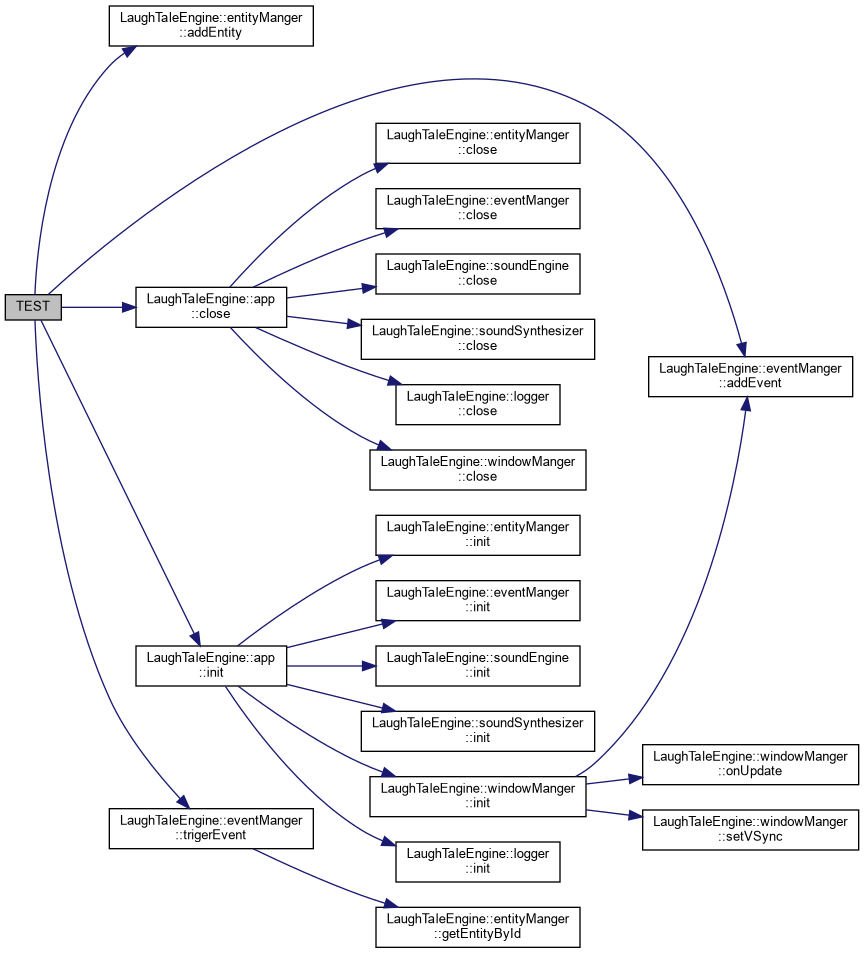 LaughTaleEngine::entityManger
::addEntity
LaughTaleEngine::entityManger
::close
LaughTaleEngine::eventManger
::close
LaughTaleEngine::soundEngine
::close
TEST
LaughTaleEngine::app
::close
LaughTaleEngine::soundSynthesizer
::close
LaughTaleEngine::eventManger
::addEvent
LaughTaleEngine::logger
::close
LaughTaleEngine::windowManger
::close
LaughTaleEngine::entityManger
::init
LaughTaleEngine::eventManger
::init
LaughTaleEngine::app
::init
LaughTaleEngine::soundEngine
::init
LaughTaleEngine::soundSynthesizer
::init
LaughTaleEngine::windowManger
::onUpdate
LaughTaleEngine::windowManger
::init
LaughTaleEngine::windowManger
::setVSync
LaughTaleEngine::eventManger
::trigerEvent
LaughTaleEngine::logger
::init
LaughTaleEngine::entityManger
::getEntityById